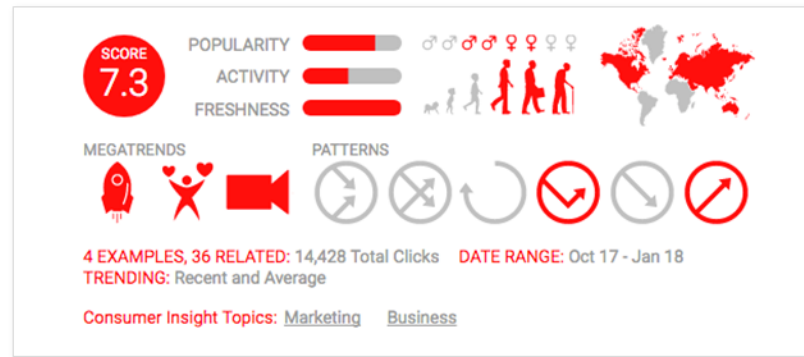 SCORE
7.3
POPULARITY
ACTIVITY
FRESHNESS
MEGATRENDS
PATTERNS
4 EXAMPLES, 36 RELATED: 14,428 Total Clicks DATE RANGE: Oct 17 - Jan 18
TRENDING: Recent and Average
Consumer Insight Topics: Marketing Business